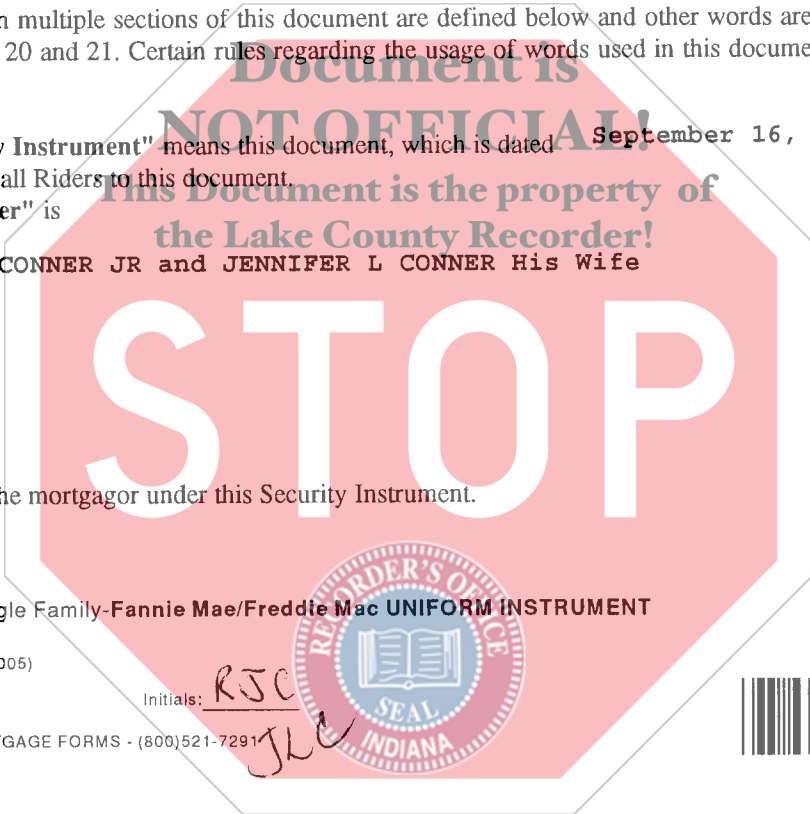 n multiple sections of this document are defined below and other words are
20 and 21. Certain rules regarding the usage of words used in this docume
Document is
NOT OFFICIAL!
y Instrument" means this document, which is dated September 16,
all Riders to this document.
This Document is the property of
er" is
the Lake County Recorder!
CONNER JR and JENNIFER L CONNER His Wife
STOP
he mortgagor under this Security Instrument.
gle Family-Fannie Mae/Freddie Mac UNIFORM INSTRUMENT
005)
Initials: RJC
TGAGE FORMS - (800)521-7291 JLC
RECORDER'S OFFICE
SEAL
INDIANA